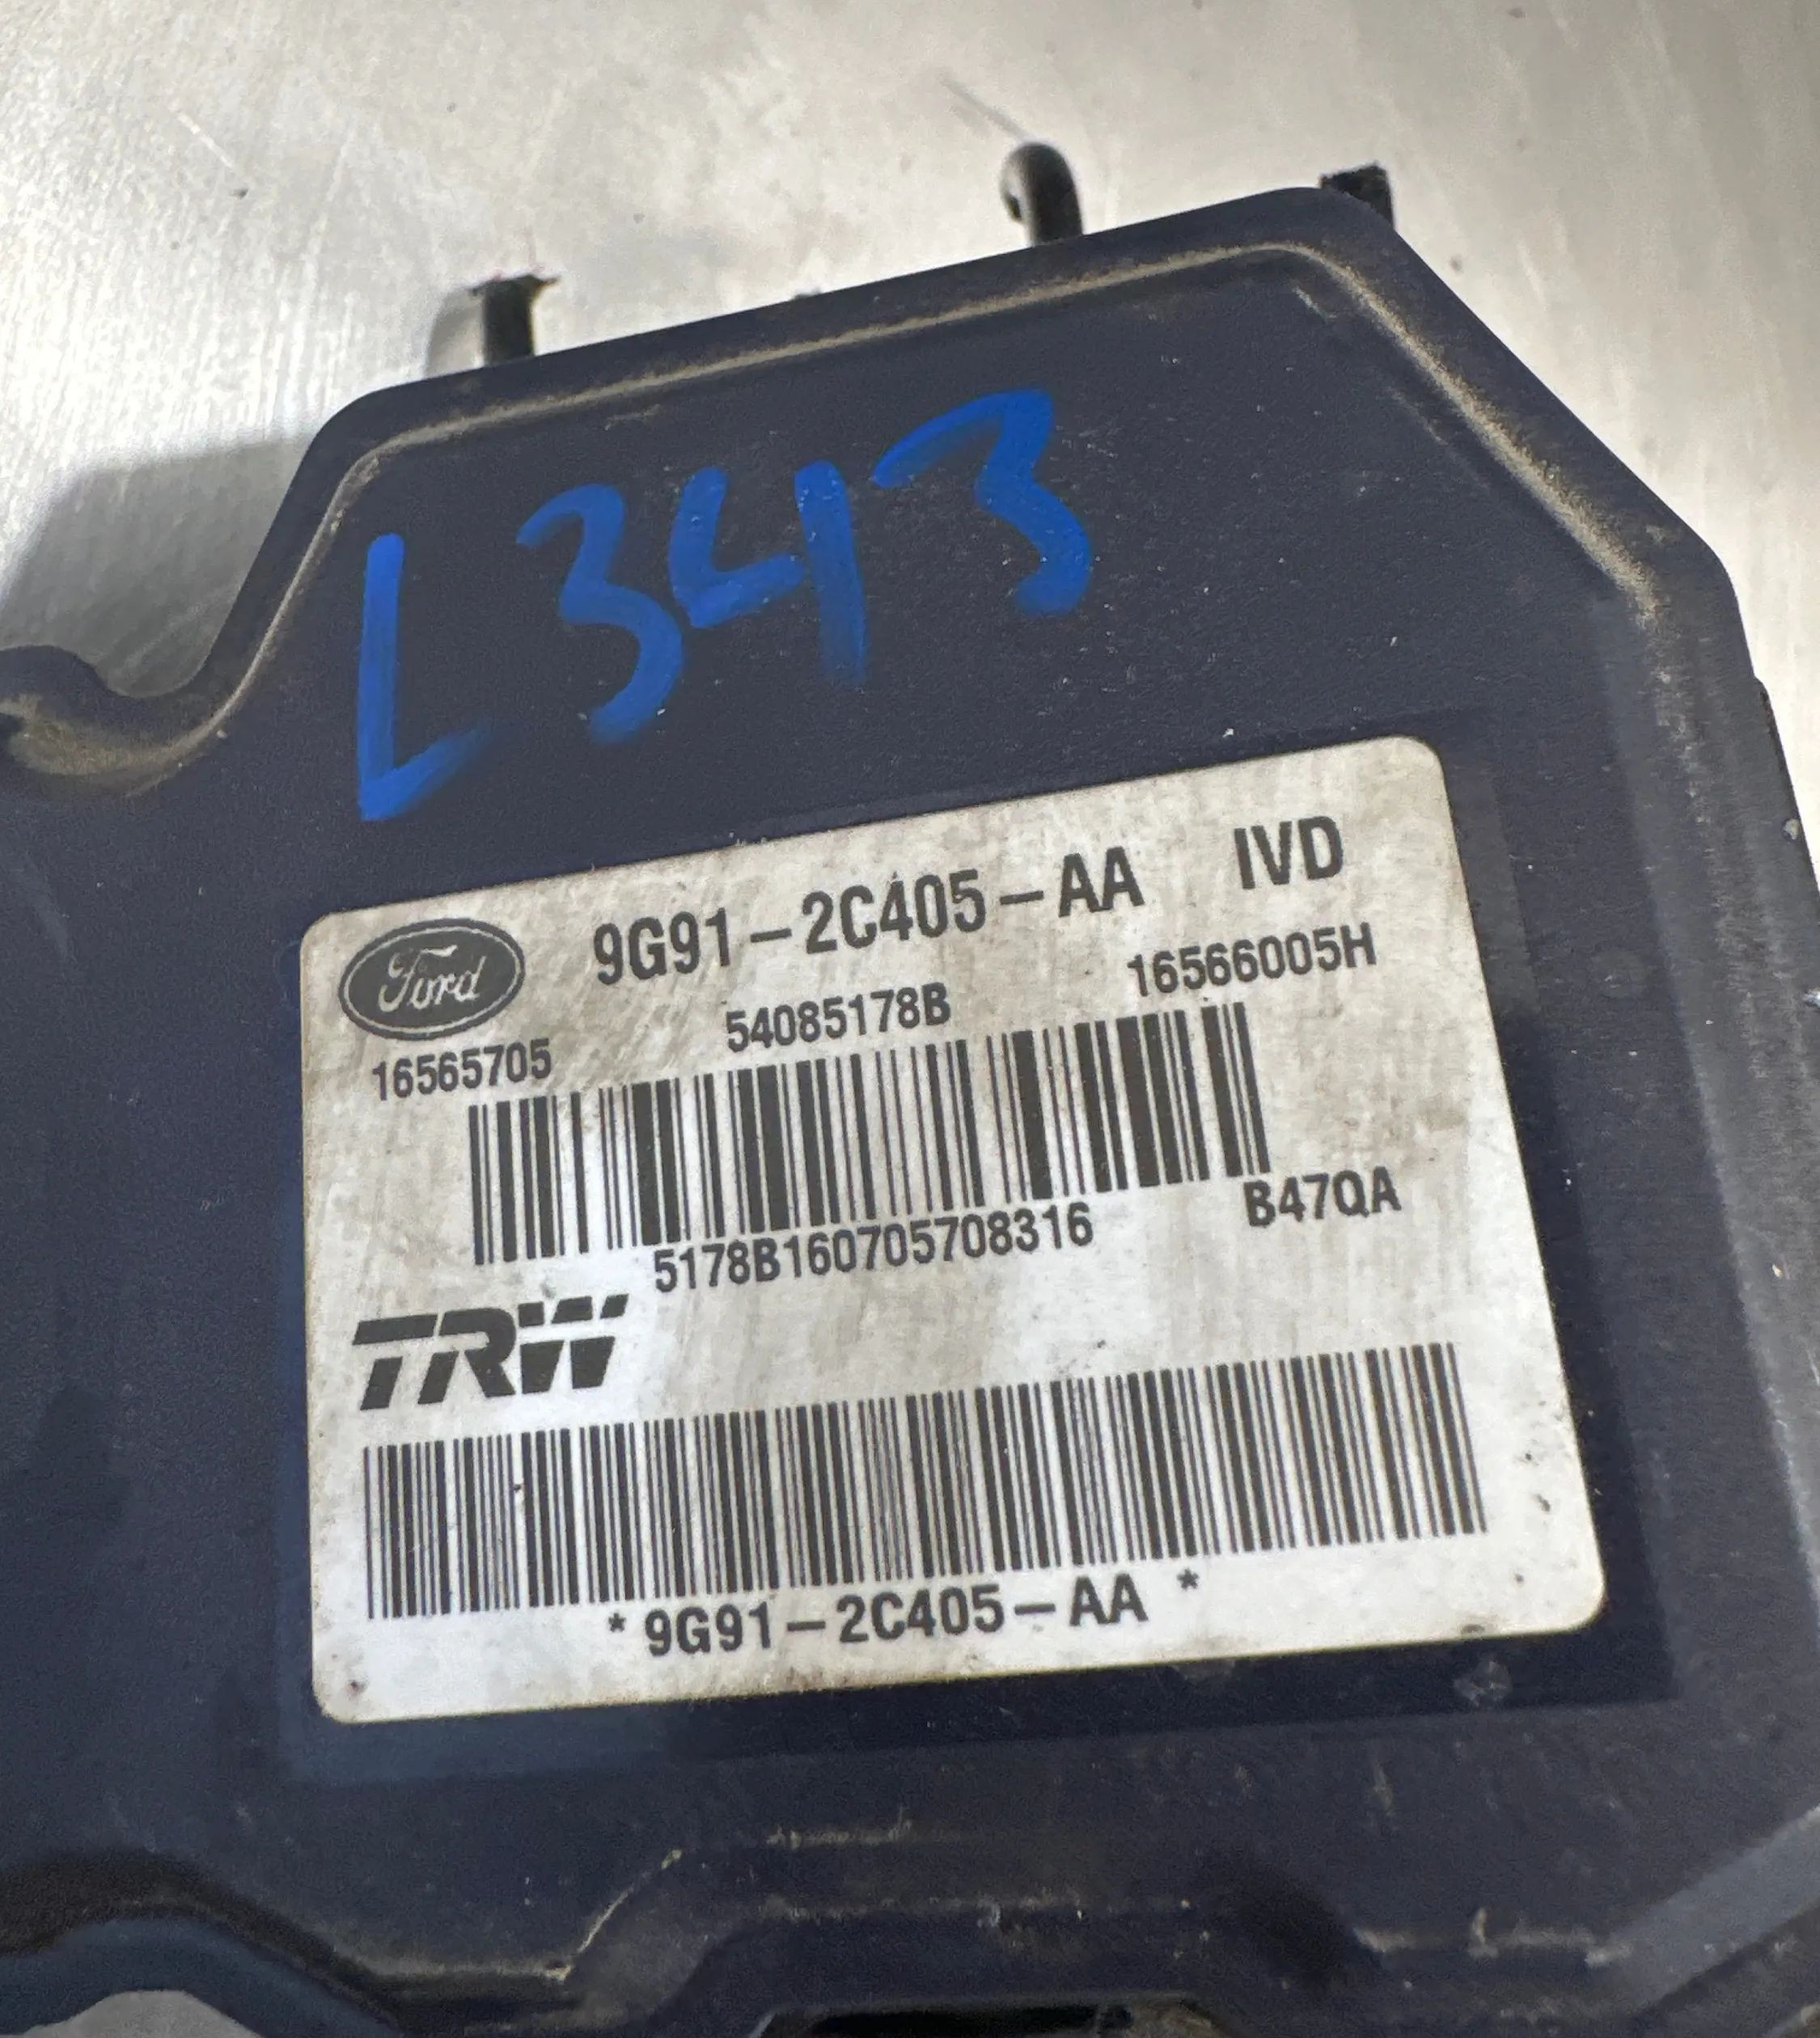 L343
Ford 9G91-2C405-AA IVD
16565705 54085178B 16566005H
5178B160705708316 B47QA
TRW
* 9G91-2C405-AA *